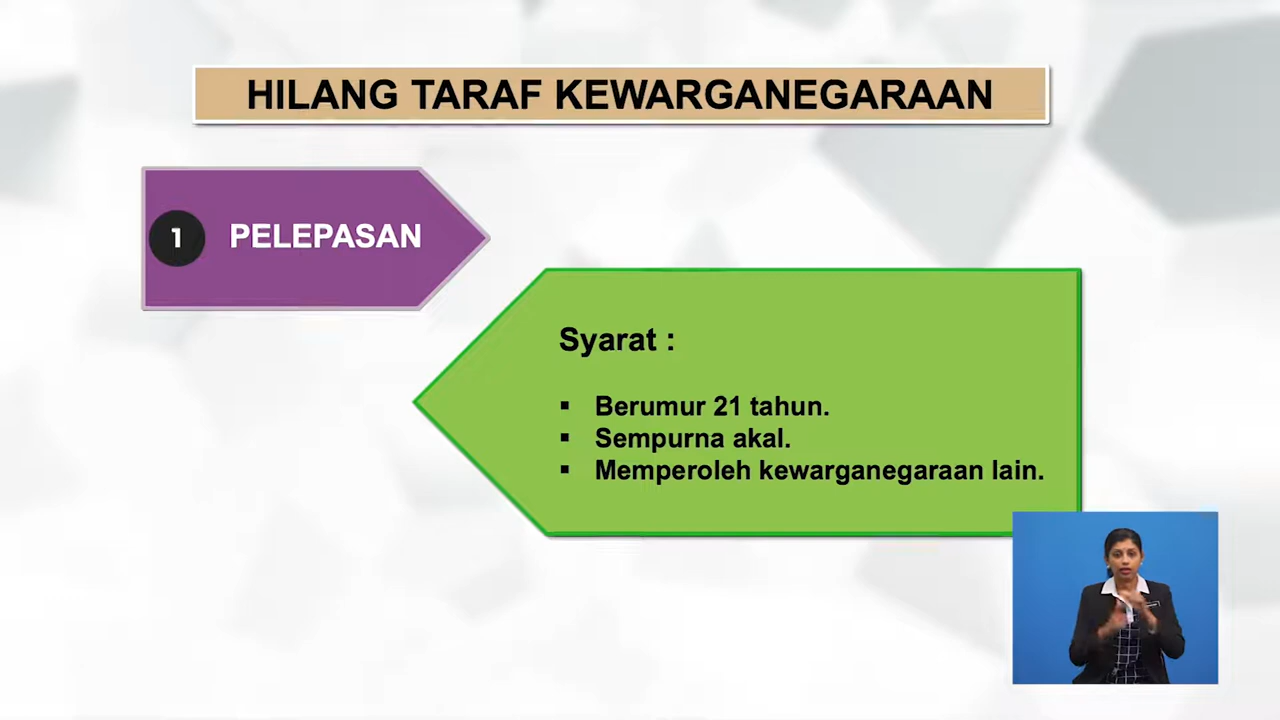 HILANG TARAF KEWARGANEGARAAN
1 PELEPASAN
Syarat :
▪ Berumur 21 tahun.
▪ Sempurna akal.
▪ Memperoleh kewarganegaraan lain.